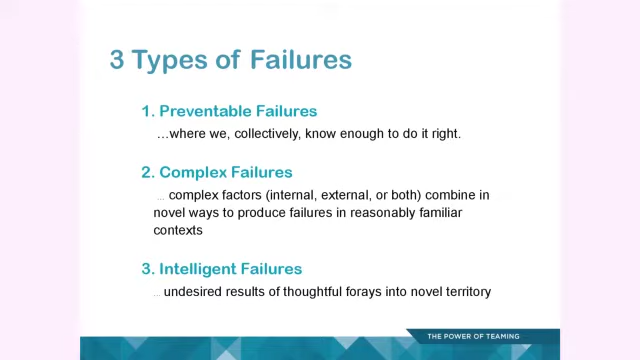 3 Types of Failures
1. Preventable Failures
…where we, collectively, know enough to do it right.
2. Complex Failures
… complex factors (internal, external, or both) combine in
novel ways to produce failures in reasonably familiar
contexts
3. Intelligent Failures
… undesired results of thoughtful forays into novel territory
THE POWER OF TEAMING